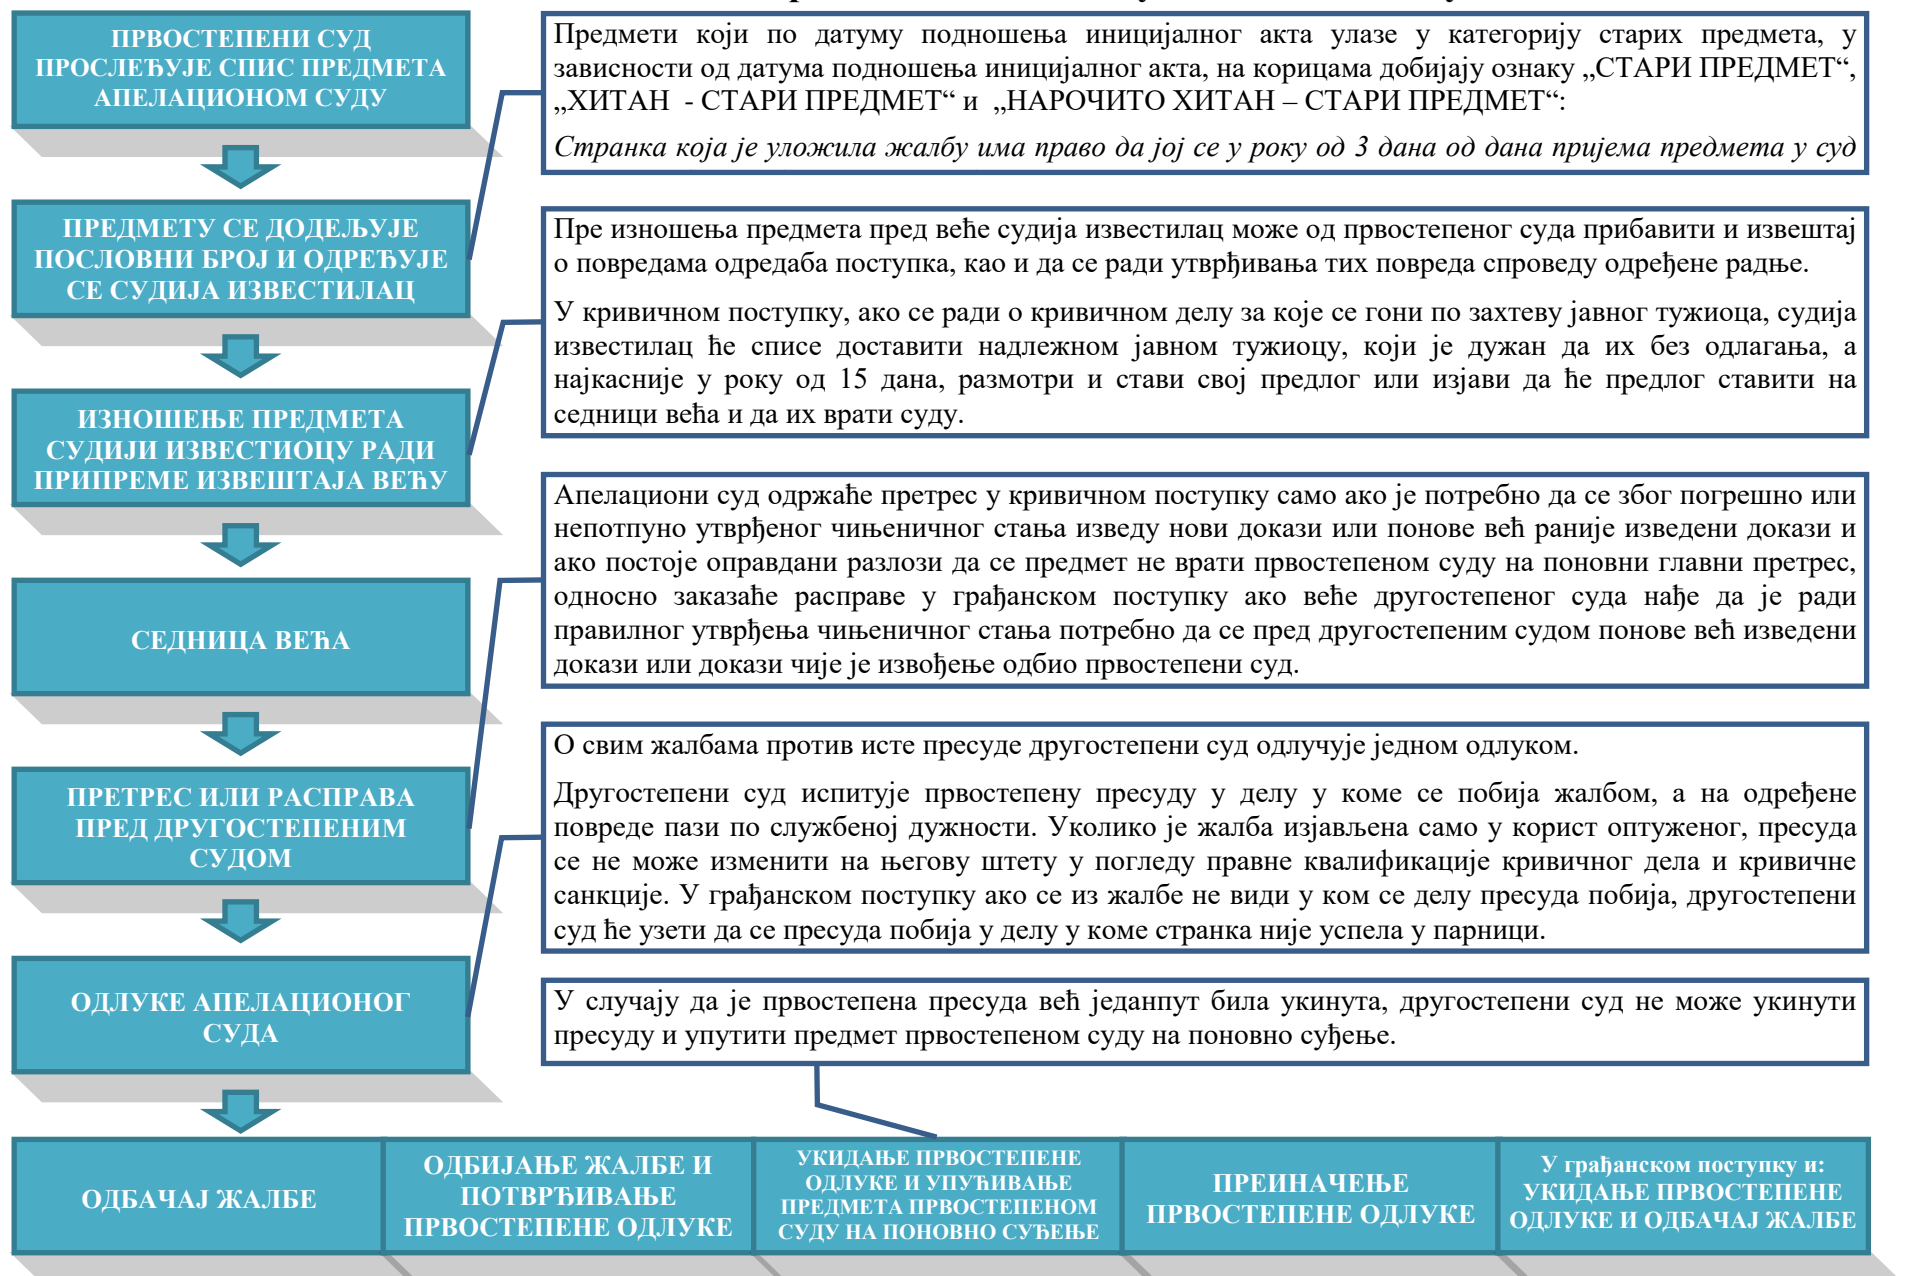 ПРВОСТЕПЕНИ СУД
ПРОСЛЕЂУЈЕ СПИС ПРЕДМЕТА
АПЕЛАЦИОНОМ СУДУ
Предмети који по датуму подношења иницијалног акта улазе у категорију старих предмета, у
зависности од датума подношења иницијалног акта, на корицама добијају ознаку „СТАРИ ПРЕДМЕТ“,
„ХИТАН - СТАРИ ПРЕДМЕТ“ и „НАРОЧИТО ХИТАН – СТАРИ ПРЕДМЕТ“:
Странка која је уложила жалбу има право да јој се у року од 3 дана од дана пријема предмета у суд
ПРЕДМЕТУ СЕ ДОДЕЉУЈЕ
ПОСЛОВНИ БРОЈ И ОДРЕЂУЈЕ
СЕ СУДИЈА ИЗВЕСТИЛАЦ
Пре изношења предмета пред веће судија известилац може од првостепеног суда прибавити и извештај
о повредама одредаба поступка, као и да се ради утврђивања тих повреда спроведу одређене радње.
У кривичном поступку, ако се ради о кривичном делу за које се гони по захтеву јавног тужиоца, судија
известилац ће списе доставити надлежном јавном тужиоцу, који је дужан да их без одлагања, а
најкасније у року од 15 дана, размотри и стави свој предлог или изјави да ће предлог ставити на
седници већа и да их врати суду.
ИЗНОШЕЊЕ ПРЕДМЕТА
СУДИЈИ ИЗВЕСТИОЦУ РАДИ
ПРИПРЕМЕ ИЗВЕШТАЈА ВЕЋУ
Апелациони суд одржаће претрес у кривичном поступку само ако је потребно да се због погрешно или
непотпуно утврђеног чињеничног стања изведу нови докази или понове већ раније изведени докази и
ако постоје оправдани разлози да се предмет не врати првостепеном суду на поновни главни претрес,
односно заказаће расправе у грађанском поступку ако веће другостепеног суда нађе да је ради
правилног утврђења чињеничног стања потребно да се пред другостепеним судом понове већ изведени
докази или докази чије је извођење одбио првостепени суд.
СЕДНИЦА ВЕЋА
ПРЕТРЕС ИЛИ РАСПРАВА
ПРЕД ДРУГОСТЕПЕНИМ
СУДОМ
О свим жалбама против исте пресуде другостепени суд одлучује једном одлуком.
Другостепени суд испитује првостепену пресуду у делу у коме се побија жалбом, а на одређене
повреде пази по службеној дужности. Уколико је жалба изјављена само у корист оптуженог, пресуда
се не може изменити на његову штету у погледу правне квалификације кривичног дела и кривичне
санкције. У грађанском поступку ако се из жалбе не види у ком се делу пресуда побија, другостепени
суд ће узети да се пресуда побија у делу у коме странка није успела у парници.
ОДЛУКЕ АПЕЛАЦИОНОГ
СУДА
У случају да је првостепена пресуда већ једанпут била укинута, другостепени суд не може укинути
пресуду и упутити предмет првостепеном суду на поновно суђење.
ОДБАЧАЈ ЖАЛБЕ
ОДБИЈАЊЕ ЖАЛБЕ И
ПОТВРЂИВАЊЕ
ПРВОСТЕПЕНЕ ОДЛУКЕ
УКИДАЊЕ ПРВОСТЕПЕНЕ
ОДЛУКЕ И УПУЋИВАЊЕ
ПРЕДМЕТА ПРВОСТЕПЕНОМ
СУДУ НА ПОНОВНО СУЂЕЊЕ
ПРЕИНАЧЕЊЕ
ПРВОСТЕПЕНЕ ОДЛУКЕ
У грађанском поступку и:
УКИДАЊЕ ПРВОСТЕПЕНЕ
ОДЛУКЕ И ОДБАЧАЈ ЖАЛБЕ